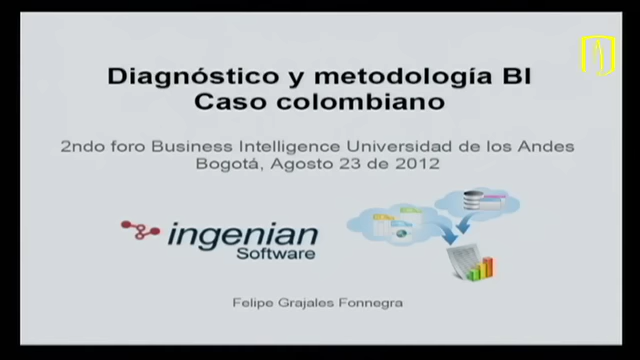 Diagnóstico y metodología BI
Caso colombiano
2ndo foro Business Intelligence Universidad de los Andes
Bogotá, Agosto 23 de 2012
ingenian
Software
Felipe Grajales Fonnegra